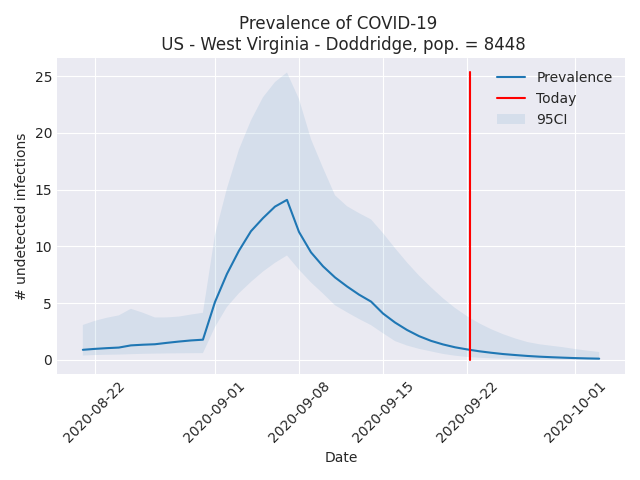 Prevalence of COVID-19
US - West Virginia - Doddridge, pop. = 8448
Prevalence
Today
95CI
# undetected infections
25
20
15
10
5
0
2020-08-22
2020-09-01
2020-09-08
2020-09-15
2020-09-22
2020-10-01
Date